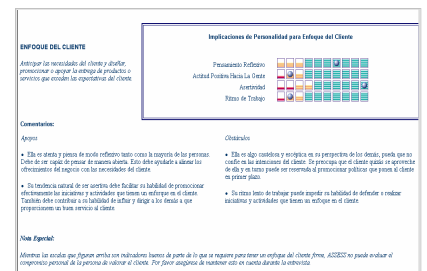 Implicaciones de Personalidad para Enfoque del Cliente
ENFOQUE DEL CLIENTE
Anticipar las necesidades del cliente y diseñar,
promocionar o apoyar la entrega de productos o
servicios que excedan las expectativas del cliente.
Pensamiento Reflexivo
Actitud Positiva Hacia La Gente
Asertividad
Ritmo de Trabajo
Comentarios:
Apoyos
• Ella es atenta y piensa de modo reflexivo tanto como la mayoría de las personas.
Debe de ser capaz de pensar de manera abierta. Esto debe ayudarle a alinear los
ofrecimientos del negocio con las necesidades del cliente.
• Su tendencia natural de ser asertiva debe facilitar su habilidad de promocionar
efectivamente las iniciativas y actividades que tienen un enfoque en el cliente.
También debe contribuir a su habilidad de influir y dirigir a los demás a que
proporcionen un buen servicio al cliente.
Obstáculos
• Ella es algo cautelosa y escéptica en su perspectiva de los demás, pueda que no
confíe en las intenciones del cliente. Se preocupa que el cliente quizás se aproveche
de ella y en turno puede ser reservada al promocionar políticas que ponen al cliente
en primer plazo.
• Su ritmo lento de trabajar puede impedir su habilidad de defender o realizar
iniciativas y actividades que tienen un enfoque en el cliente.
Nota Especial:
Mientras las escalas que figuran arriba son indicadores buenos de parte de lo que se requiere para tener un enfoque del cliente firme, ASSESS no puede evaluar el
compromiso personal de la persona de valorar el cliente. Por favor asegúrese de mantener esto en cuenta durante la entrevista.